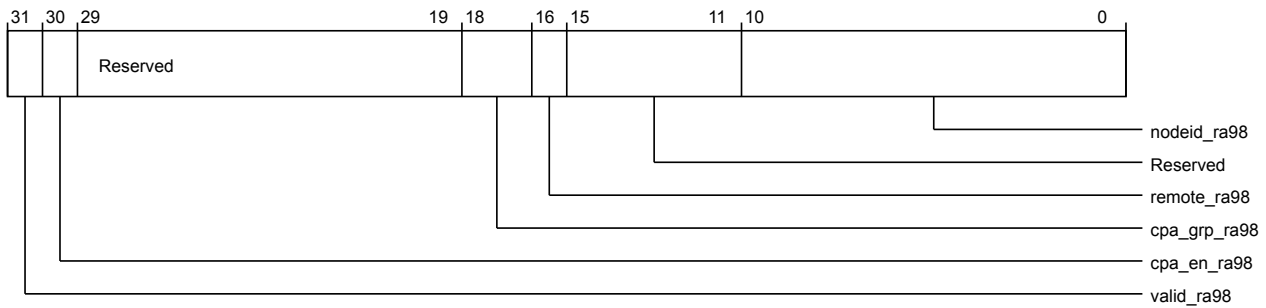 31 30 29 19 18 16 15 11 10 0
Reserved
nodeid_ra98
Reserved
remote_ra98
cpa_grp_ra98
cpa_en_ra98
valid_ra98